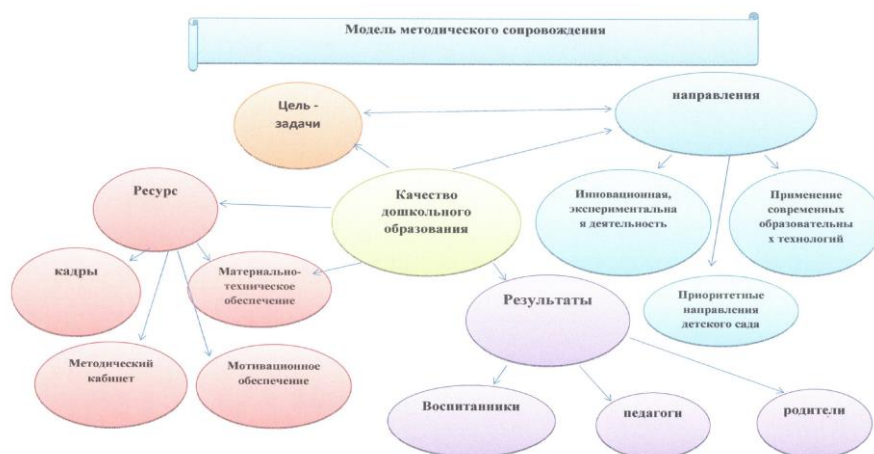 Модель методического сопровождения
Цель -
задачи
направления
Ресурс
Качество
дошкольного
образования
Инновационная,
экспериментальна
я деятельность
Применение
современных
образовательны
х технологий
кадры
Материально-
техническое
обеспечение
Результаты
Приоритетные
направления
детского сада
Методический
кабинет
Мотивационное
обеспечение
Воспитанники
педагоги
родители